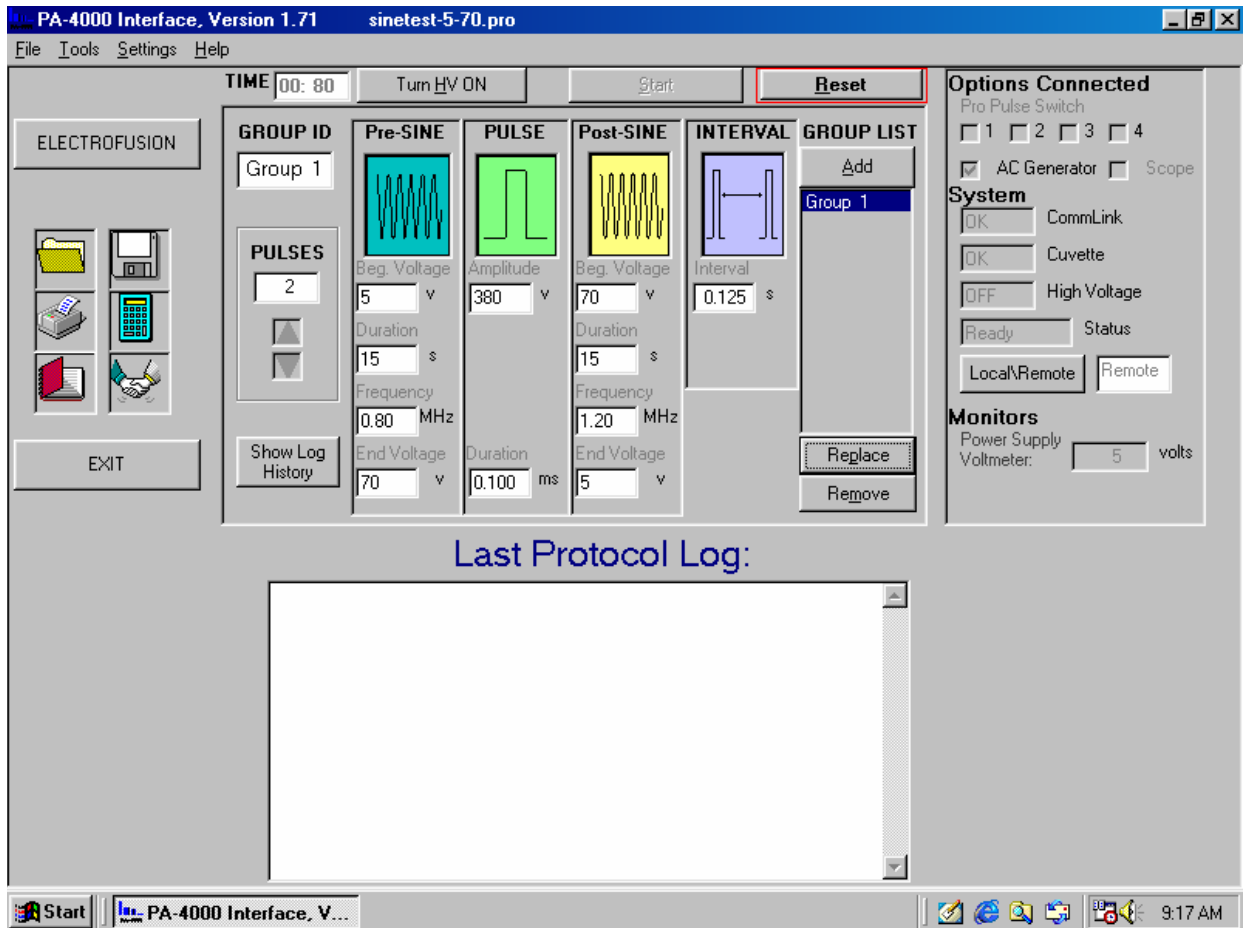 PA-4000 Interface, Version 1.71 sinetest-5-70.pro
File Tools Settings Help
TIME 00: 80 Turn HV ON Start Reset
ELECTROFUSION
EXIT
GROUP ID
Group 1
PULSES
2
Show Log
History
Pre-SINE
Beg. Voltage
5 v
Duration
15 s
Frequency
0.80 MHz
End Voltage
70 v
PULSE
Amplitude
380 v
Duration
0.100 ms
Post-SINE
Beg. Voltage
70 v
Duration
15 s
Frequency
1.20 MHz
End Voltage
5 v
INTERVAL
Interval
0.125 s
GROUP LIST
Add
Group 1
Replace
Remove
Options Connected
Pro Pulse Switch
1 2 3 4
AC Generator Scope
System
OK CommLink
OK Cuvette
OFF High Voltage
Ready Status
Local\Remote Remote
Monitors
Power Supply
Voltmeter: 5 volts
Last Protocol Log:
Start PA-4000 Interface, V... 9:17 AM